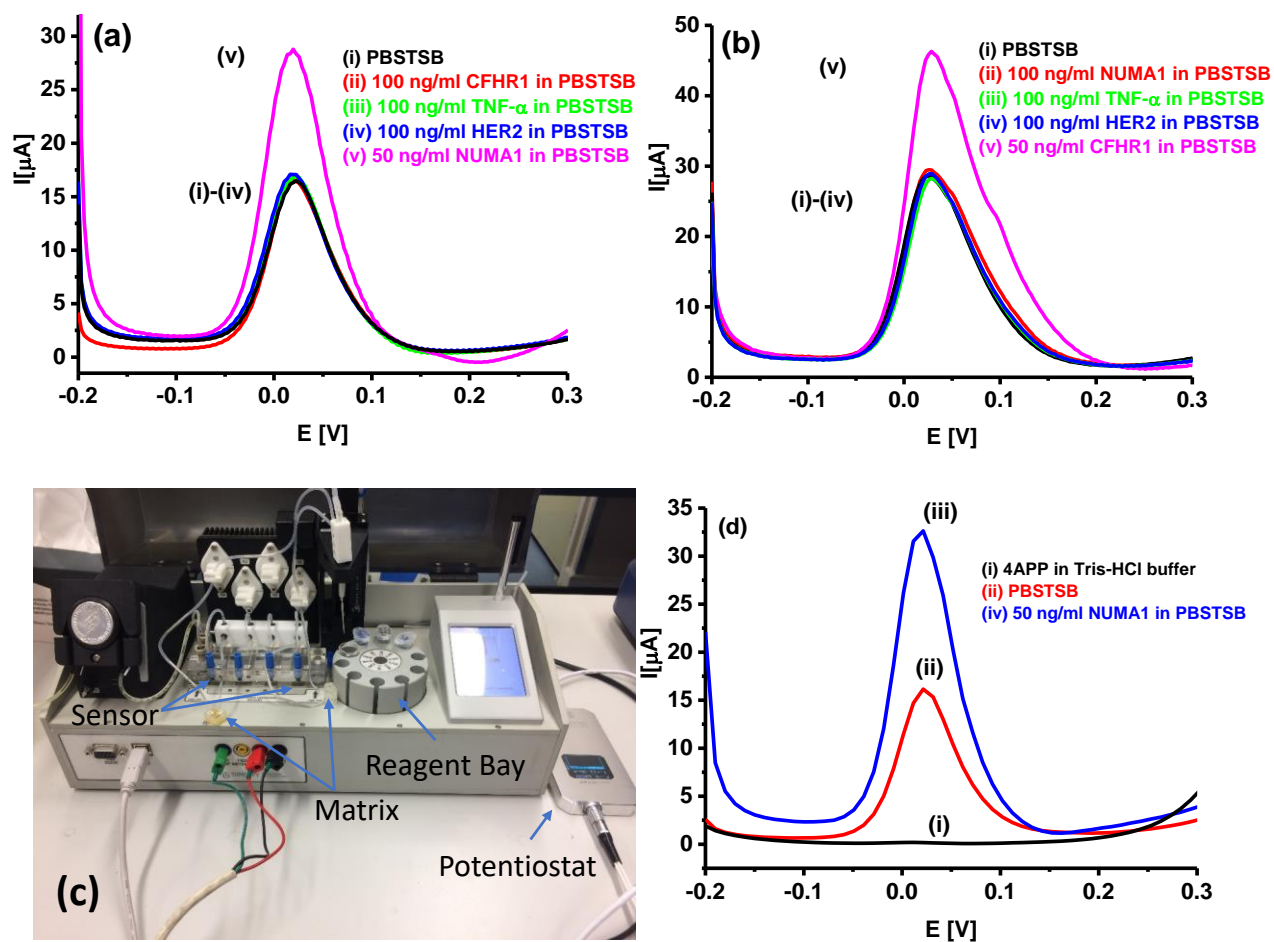 (a)
(v)
(i) PBSTSB
(ii) 100 ng/ml CFHR1 in PBSTSB
(iii) 100 ng/ml TNF-α in PBSTSB
(iv) 100 ng/ml HER2 in PBSTSB
(v) 50 ng/ml NUMA1 in PBSTSB
(i)-(iv)
I[µA]
30
25
20
15
10
5
0
-0.2 -0.1 0.0 0.1 0.2 0.3
E [V]
(b)
(v)
(i) PBSTSB
(ii) 100 ng/ml NUMA1 in PBSTSB
(iii) 100 ng/ml TNF-α in PBSTSB
(iv) 100 ng/ml HER2 in PBSTSB
(v) 50 ng/ml CFHR1 in PBSTSB
(i)-(iv)
I[µA]
50
40
30
20
10
0
-0.2 -0.1 0.0 0.1 0.2 0.3
E [V]
Sensor
Reagent Bay
Matrix
Potentiostat
(c)
(d)
(iii)
(i) 4APP in Tris-HCl buffer
(ii) PBSTSB
(iv) 50 ng/ml NUMA1 in PBSTSB
(ii)
(i)
I[µA]
35
30
25
20
15
10
5
0
-0.2 -0.1 0.0 0.1 0.2 0.3
E [V]